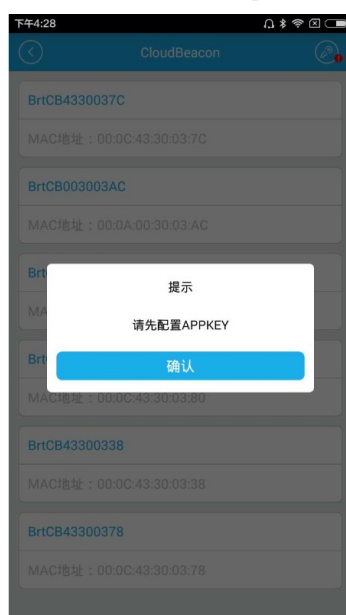 下午4:28
CloudBeacon
BrtCB4330037C
MAC地址：00:0C:43:30:03:7C
BrtCB003003AC
MAC地址：00:0A:00:30:03:AC
Brt
MA
提示
请先配置APPKEY
确认
Brt
MAC地址：00:0C:43:30:03:80
BrtCB43300338
MAC地址：00:0C:43:30:03:38
BrtCB43300378
MAC地址：00:0C:43:30:03:78